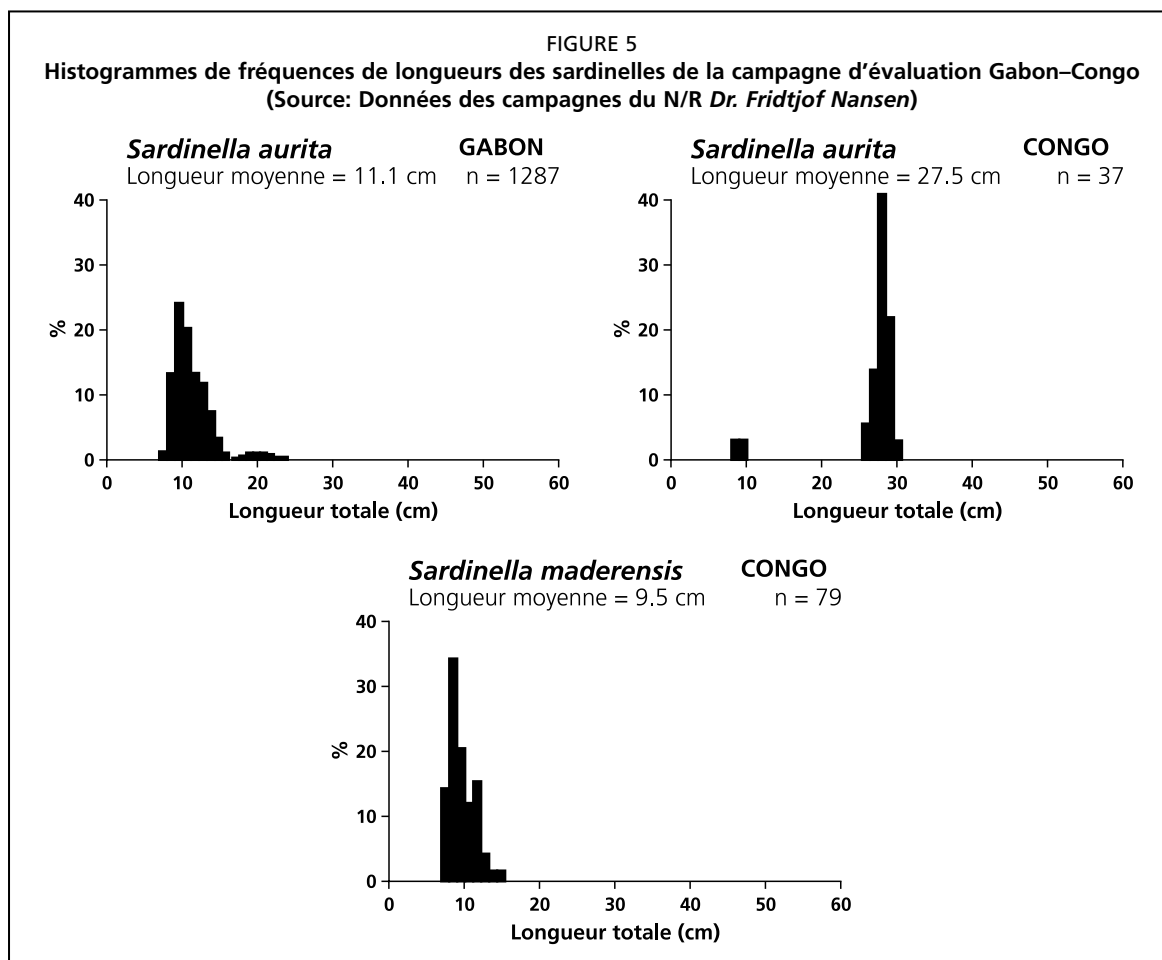 FIGURE 5
Histogrammes de fréquences de longueurs des sardinelles de la campagne d'évaluation Gabon–Congo
(Source: Données des campagnes du N/R Dr. Fridtjof Nansen)
Sardinella aurita GABON
Longueur moyenne = 11.1 cm n = 1287
40
30
20
10
0
%
0 10 20 30 40 50 60
Longueur totale (cm)
Sardinella aurita CONGO
Longueur moyenne = 27.5 cm n = 37
40
30
20
10
0
%
0 10 20 30 40 50 60
Longueur totale (cm)
Sardinella maderensis CONGO
Longueur moyenne = 9.5 cm n = 79
40
30
20
10
0
%
0 10 20 30 40 50 60
Longueur totale (cm)